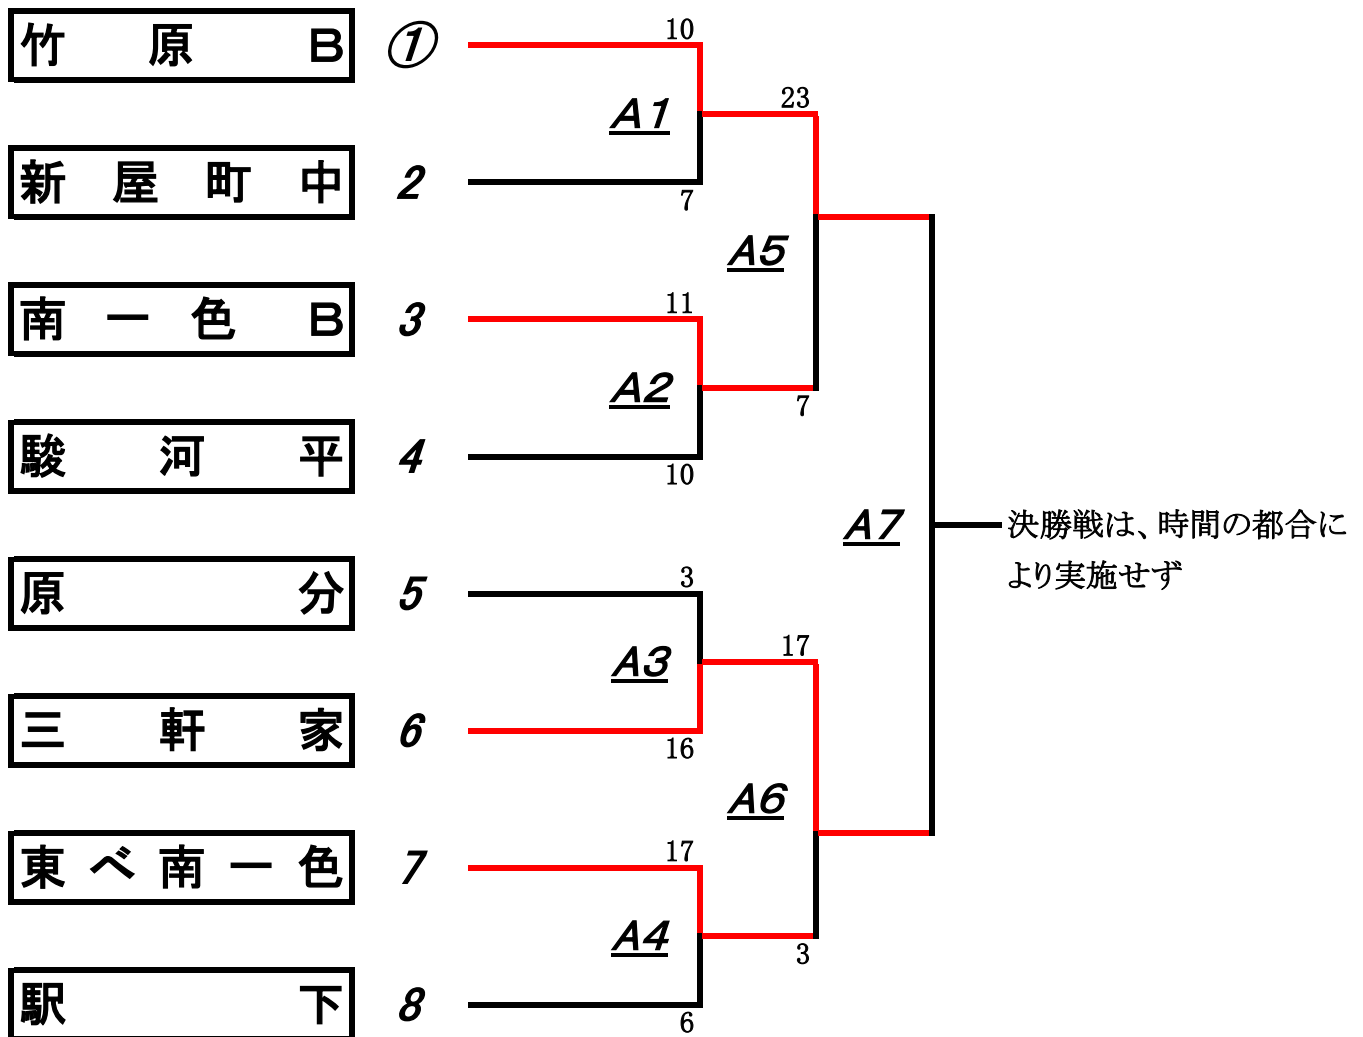 竹原B ①
10
23
A1
新屋町中 2
7
A5
南一色B 3
11
A2
7
駿河平 4
10
A7
決勝戦は、時間の都合に
より実施せず
原分 5
3
17
A3
三軒家 6
16
A6
東べ南一色 7
17
A4
3
駅下 8
6